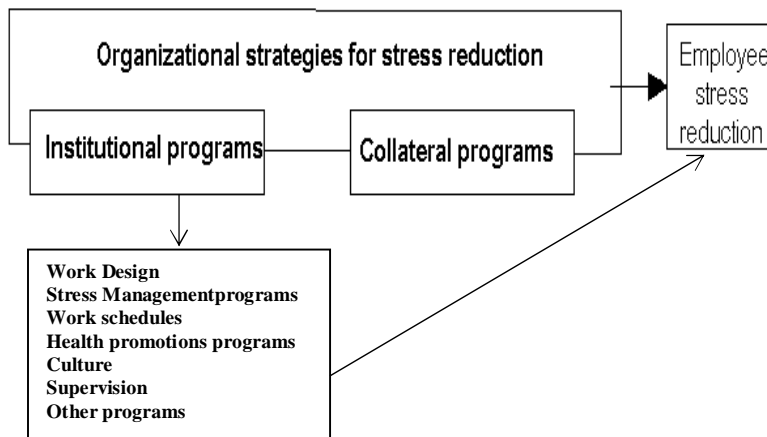 Organizational strategies for stress reduction
Employee
stress
reduction
Institutional programs
Collateral programs
Work Design
Stress Managementprograms
Work schedules
Health promotions programs
Culture
Supervision
Other programs